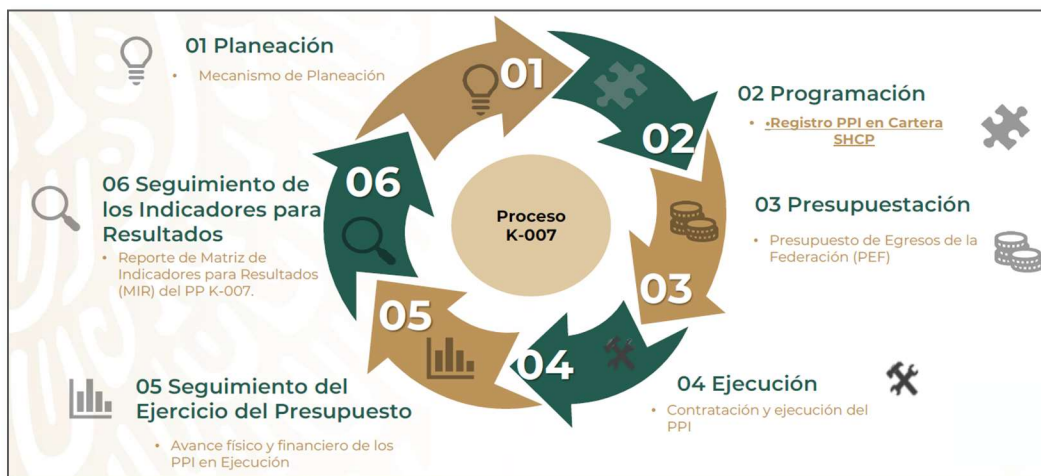 01 Planeación
• Mecanismo de Planeación
01
02
03
04
05
06
Proceso
K-007
02 Programación
• •Registro PPI en Cartera
SHCP
03 Presupuestación
• Presupuesto de Egresos de la
Federación (PEF)
04 Ejecución
• Contratación y ejecución del
PPI
05 Seguimiento del
Ejercicio del Presupuesto
• Avance físico y financiero de los
PPI en Ejecución
06 Seguimiento de
los Indicadores para
Resultados
• Reporte de Matriz de
Indicadores para Resultados
(MIR) del PP K-007.